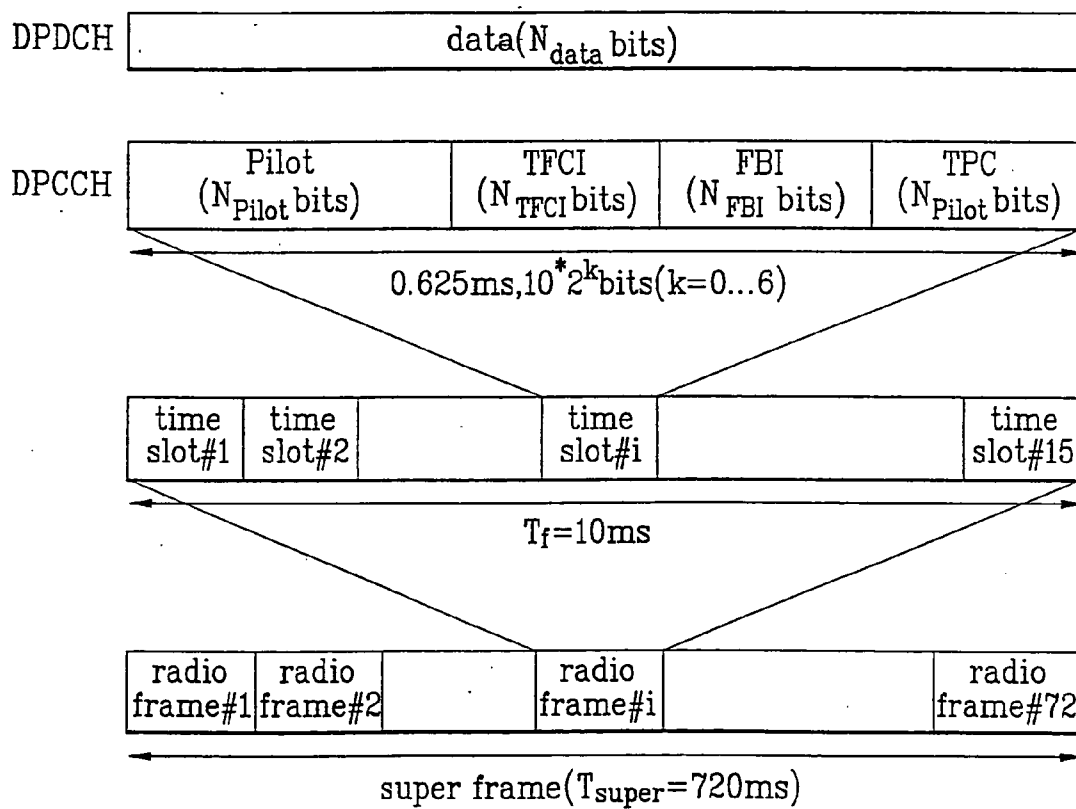 DPDCH
data(N_data bits)
DPCCH
Pilot
(N_Pilot bits)
TFCI
(N_TFCI bits)
FBI
(N_FBI bits)
TPC
(N_Pilot bits)
0.625ms,10*2^k bits(k=0...6)
time
slot#1
time
slot#2
time
slot#i
time
slot#15
T_f=10ms
radio
frame#1
radio
frame#2
radio
frame#i
radio
frame#72
super frame(T_super=720ms)